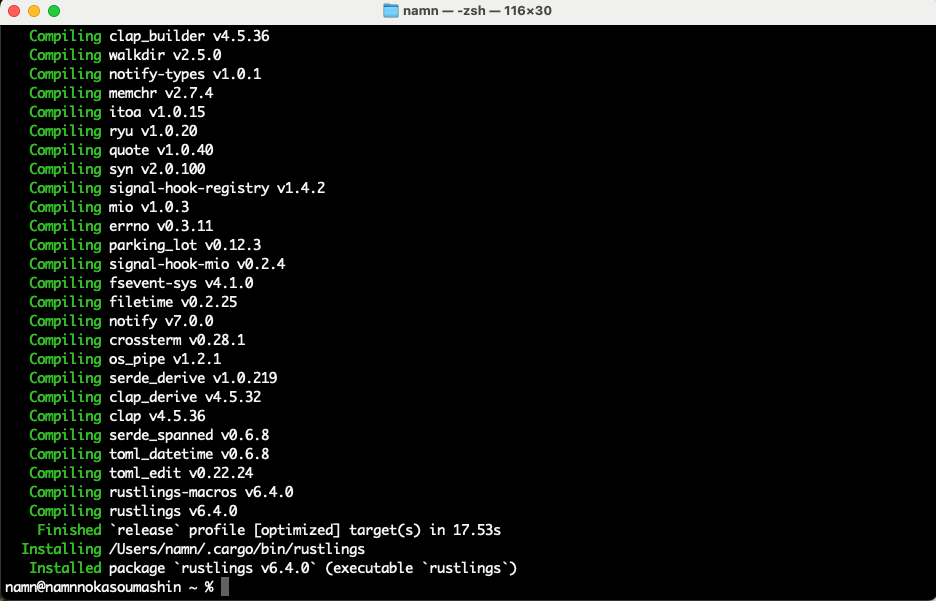 namn — -zsh — 116×30
Compiling clap_builder v4.5.36
Compiling walkdir v2.5.0
Compiling notify-types v1.0.1
Compiling memchr v2.7.4
Compiling itoa v1.0.15
Compiling ryu v1.0.20
Compiling quote v1.0.40
Compiling syn v2.0.100
Compiling signal-hook-registry v1.4.2
Compiling mio v1.0.3
Compiling errno v0.3.11
Compiling parking_lot v0.12.3
Compiling signal-hook-mio v0.2.4
Compiling fsevent-sys v4.1.0
Compiling filetime v0.2.25
Compiling notify v7.0.0
Compiling crossterm v0.28.1
Compiling os_pipe v1.2.1
Compiling serde_derive v1.0.219
Compiling clap_derive v4.5.32
Compiling clap v4.5.36
Compiling serde_spanned v0.6.8
Compiling toml_datetime v0.6.8
Compiling toml_edit v0.22.24
Compiling rustlings-macros v6.4.0
Compiling rustlings v6.4.0
Finished `release` profile [optimized] target(s) in 17.53s
Installing /Users/namn/.cargo/bin/rustlings
Installed package `rustlings v6.4.0` (executable `rustlings`)
namn@namnnokasoumashin ~ %